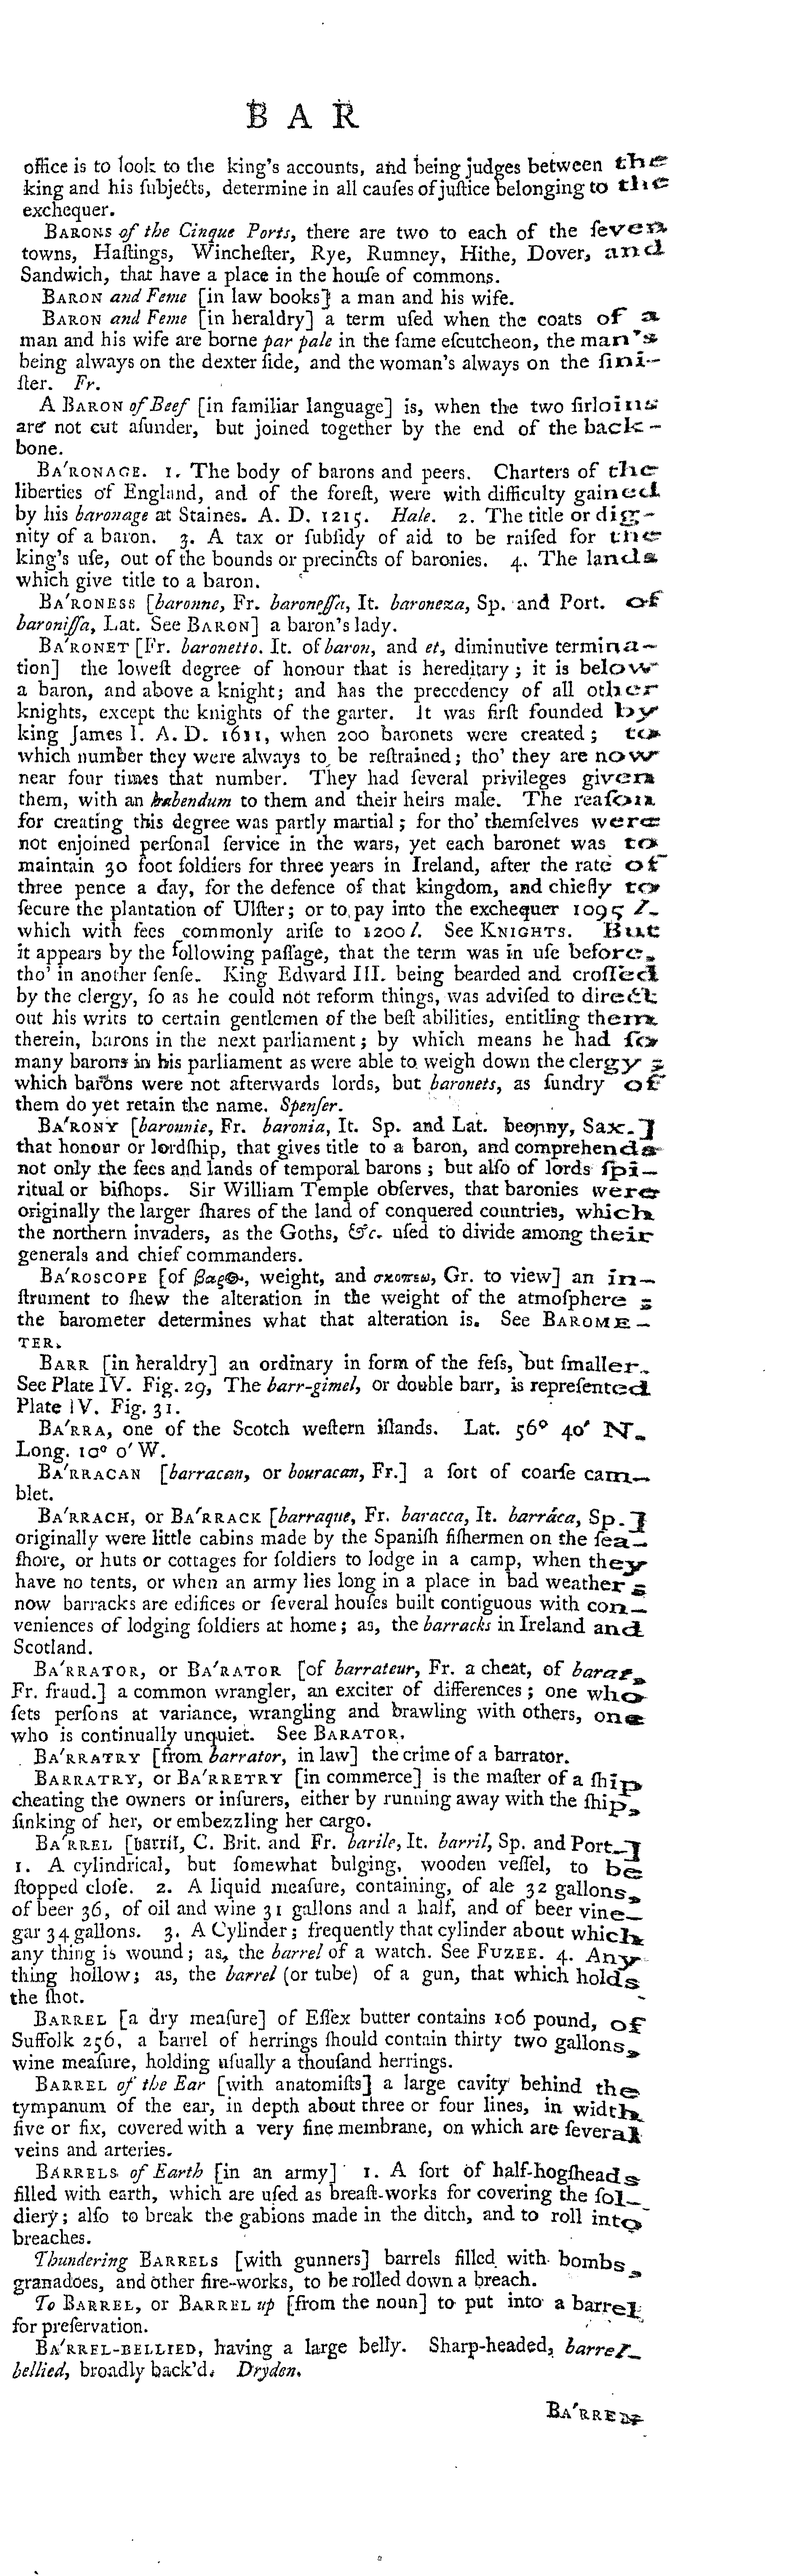 B A R
office is to look to the king's accounts, and being judges between the
king and his ſubjects, determine in all cauſes of juſtice belonging to the
exchequer.
BARONS of the Cinque Ports, there are two to each of the ſeven
towns, Haſtings, Wincheſter, Rye, Rumney, Hithe, Dover, and
Sandwich, that have a place in the houſe of commons.
BARON and Feme [in law books] a man and his wife.
BARON and Feme [in heraldry] a term uſed when the coats of a
man and his wife are borne par pale in the ſame eſcutcheon, the man's
being always on the dexter ſide, and the woman's always on the ſini-
ſter. Fr.
A BARON of Beef [in familiar language] is, when the two ſirloins
are not cut aſunder, but joined together by the end of the back-
bone.
BA'RONAGE. 1. The body of barons and peers. Charters of the
liberties of England, and of the foreſt, were with difficulty gained
by his baronage at Staines. A. D. 1215. Hale. 2. The title or dig-
nity of a baron. 3. A tax or ſubſidy of aid to be raiſed for the
king's uſe, out of the bounds or precincts of baronies. 4. The lands
which give title to a baron.
BA'RONESS [baronne, Fr. baroneſſa, It. baroneza, Sp. and Port. of
baroniſſa, Lat. See BARON] a baron's lady.
BA'RONET [Fr. baronetto. It. of baron, and et, diminutive termina-
tion] the loweſt degree of honour that is hereditary; it is below
a baron, and above a knight; and has the precedency of all other
knights, except the knights of the garter. It was firſt founded by
king James I. A. D. 1611, when 200 baronets were created; to
which number they were always to be reſtrained; tho' they are now
near four times that number. They had ſeveral privileges given
them, with an habendum to them and their heirs male. The reaſon
for creating this degree was partly martial; for tho' themſelves were
not enjoined perſonal ſervice in the wars, yet each baronet was to
maintain 30 foot ſoldiers for three years in Ireland, after the rate of
three pence a day, for the defence of that kingdom, and chiefly to
ſecure the plantation of Ulſter; or to pay into the exchequer 1095 l.
which with fees commonly ariſe to 1200 l. See KNIGHTS. But
it appears by the following paſſage, that the term was in uſe before,
tho' in another ſenſe. King Edward III. being bearded and croſſed
by the clergy, ſo as he could not reform things, was adviſed to direct
out his writs to certain gentlemen of the beſt abilities, entitling them
therein, barons in the next parliament; by which means he had ſo
many barons in his parliament as were able to weigh down the clergy;
which barons were not afterwards lords, but baronets, as ſundry of
them do yet retain the name. Spenſer.
BA'RONY [barounie, Fr. baronia, It. Sp. and Lat. beonny, Sax.]
that honour or lordſhip, that gives title to a baron, and comprehends
not only the fees and lands of temporal barons; but alſo of lords ſpi-
ritual or biſhops. Sir William Temple obſerves, that baronies were
originally the larger ſhares of the land of conquered countries, which
the northern invaders, as the Goths, &c. uſed to divide among their
generals and chief commanders.
BA'ROSCOPE [of βαρ@, weight, and σκοπεω, Gr. to view] an in-
ſtrument to ſhew the alteration in the weight of the atmoſphere;
the barometer determines what that alteration is. See BAROME-
TER.
BARR [in heraldry] an ordinary in form of the feſs, but ſmaller.
See Plate IV. Fig. 29, The barr-gimel, or double barr, is repreſented
Plate IV. Fig. 31.
BA'RRA, one of the Scotch weſtern iſlands. Lat. 56° 40' N.
Long. 10° 0' W.
BA'RRACAN [barracan, or bouracan, Fr.] a ſort of coarſe cam-
blet.
BA'RRACH, or BA'RRACK [barraque, Fr. baracca, It. barráca, Sp.]
originally were little cabins made by the Spaniſh fiſhermen on the ſea-
ſhore, or huts or cottages for ſoldiers to lodge in a camp, when they
have no tents, or when an army lies long in a place in bad weather;
now barracks are edifices or ſeveral houſes built contiguous with con-
veniences of lodging ſoldiers at home; as, the barracks in Ireland and
Scotland.
BA'RRATOR, or BA'RATOR [of barrateur, Fr. a cheat, of barat,
Fr. fraud.] a common wrangler, an exciter of differences; one who
ſets perſons at variance, wrangling and brawling with others, one
who is continually unquiet. See BARATOR.
BA'RRATRY [from barrator, in law] the crime of a barrator.
BARRATRY, or BA'RRETRY [in commerce] is the maſter of a ſhip
cheating the owners or inſurers, either by running away with the ſhip,
ſinking of her, or embezzling her cargo.
BA'RREL [barril, C. Brit. and Fr. barile, It. barril, Sp. and Port.]
1. A cylindrical, but ſomewhat bulging, wooden veſſel, to be
ſtopped cloſe. 2. A liquid meaſure, containing, of ale 32 gallons,
of beer 36, of oil and wine 31 gallons and a half, and of beer vine-
gar 34 gallons. 3. A Cylinder; frequently that cylinder about which
any thing is wound; as, the barrel of a watch. See FUZEE. 4. Any
thing hollow; as, the barrel (or tube) of a gun, that which holds
the ſhot.
BARREL [a dry meaſure] of Eſſex butter contains 106 pound, of
Suffolk 256, a barrel of herrings ſhould contain thirty two gallons,
wine meaſure, holding uſually a thouſand herrings.
BARREL of the Ear [with anatomiſts] a large cavity behind the
tympanum of the ear, in depth about three or four lines, in width
five or ſix, covered with a very fine membrane, on which are ſeveral
veins and arteries.
BARRELS of Earth [in an army] 1. A ſort of half-hogſheads
filled with earth, which are uſed as breaſt-works for covering the ſol-
diery; alſo to break the gabions made in the ditch, and to roll into
breaches.
Thundering BARRELS [with gunners] barrels filled with bombs,
granadoes, and other fire-works, to be rolled down a breach.
To BARREL, or BARREL up [from the noun] to put into a barrel
for preſervation.
BA'RREL-BELLIED, having a large belly. Sharp-headed, barrel-
bellied, broadly back'd. Dryden.
BA'RREN